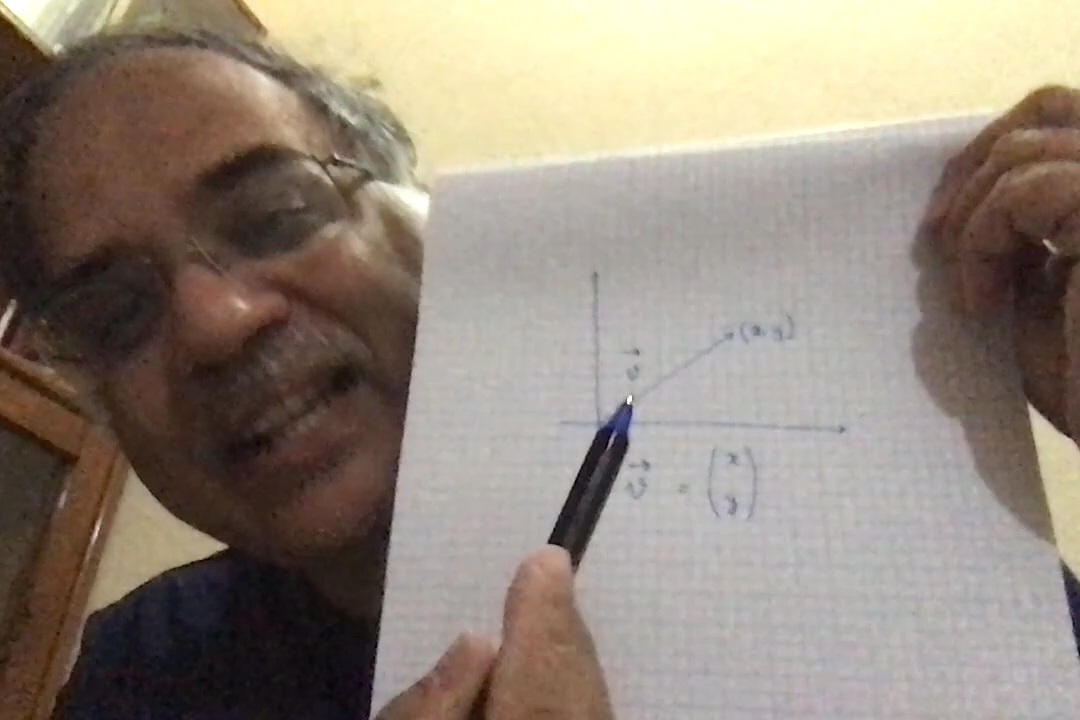 (x, y)
v⃗
v⃗ = (x
y)